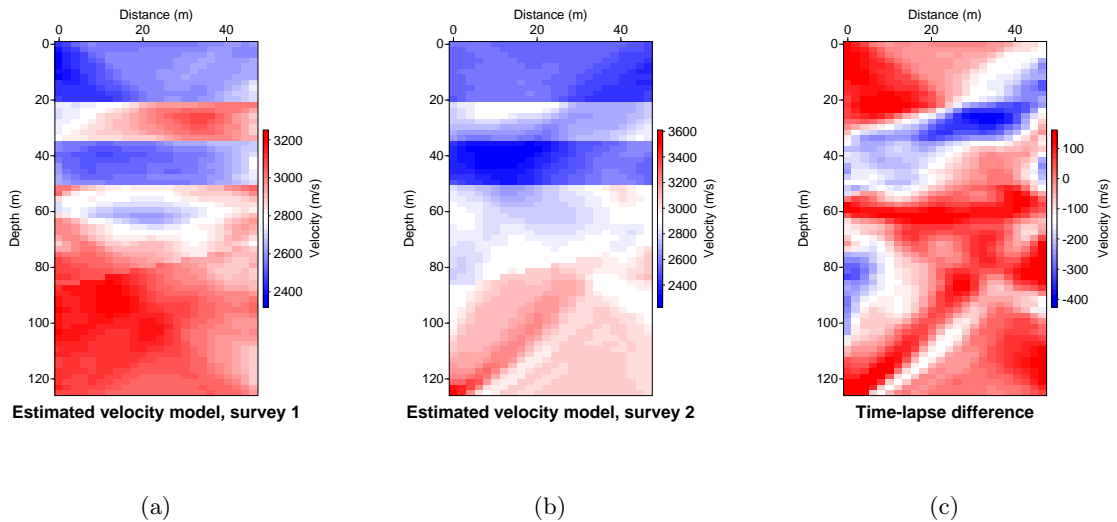 Distance (m)
0 20 40
Depth (m)
0
20
40
60
80
100
120
Velocity (m/s)
3200
3000
2800
2600
2400
Estimated velocity model, survey 1
(a)
Distance (m)
0 20 40
Depth (m)
0
20
40
60
80
100
120
Velocity (m/s)
3600
3400
3200
3000
2800
2600
2400
Estimated velocity model, survey 2
(b)
Distance (m)
0 20 40
Depth (m)
0
20
40
60
80
100
120
Velocity (m/s)
100
0
-100
-200
-300
-400
Time-lapse difference
(c)